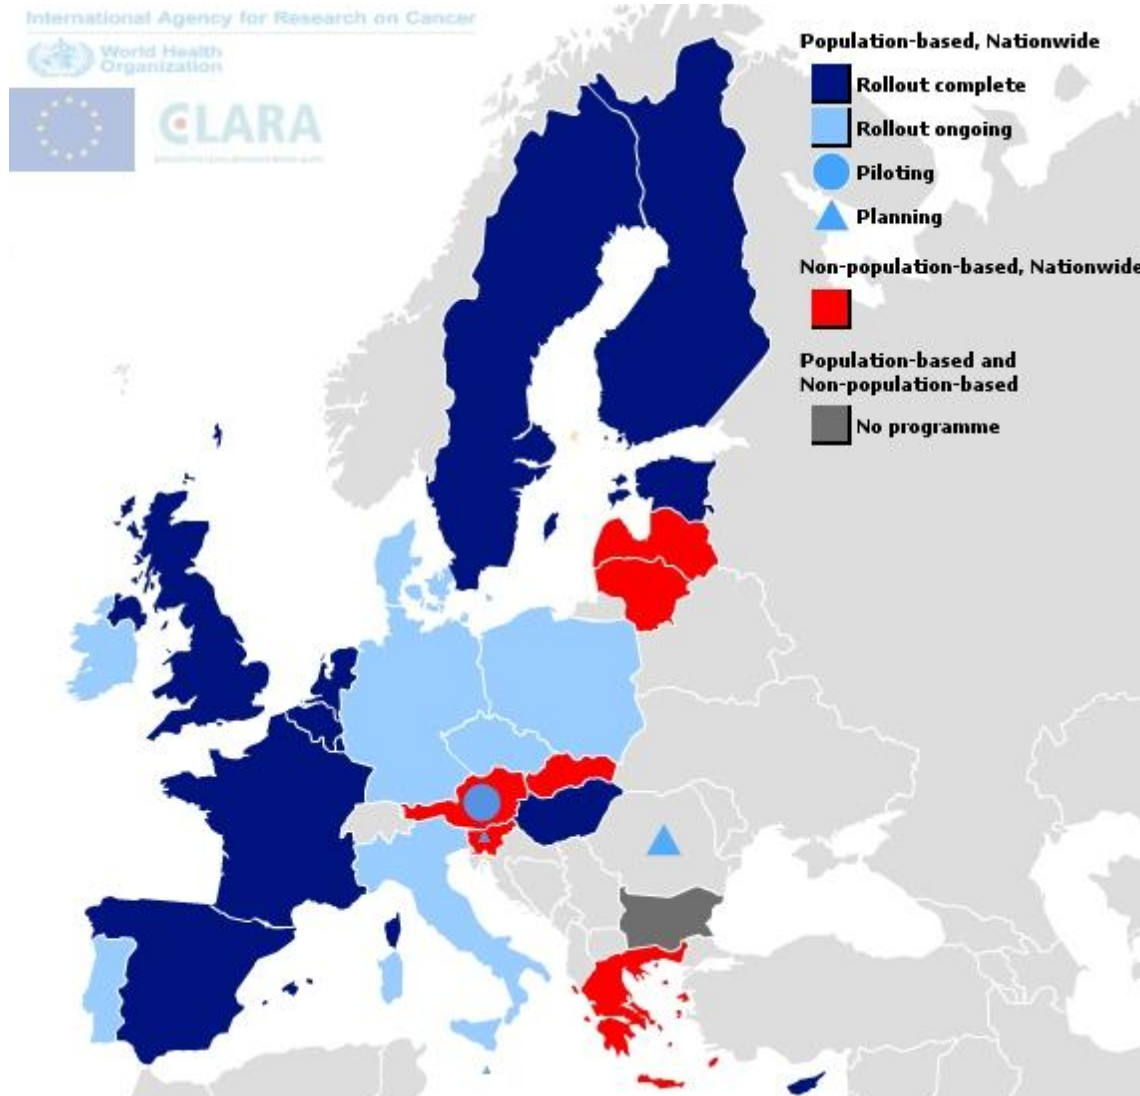 International Agency for Research on Cancer
World Health
Organization
CLARA
Population-based, Nationwide
Rollout complete
Rollout ongoing
Piloting
Planning
Non-population-based, Nationwide
Population-based and
Non-population-based
No programme